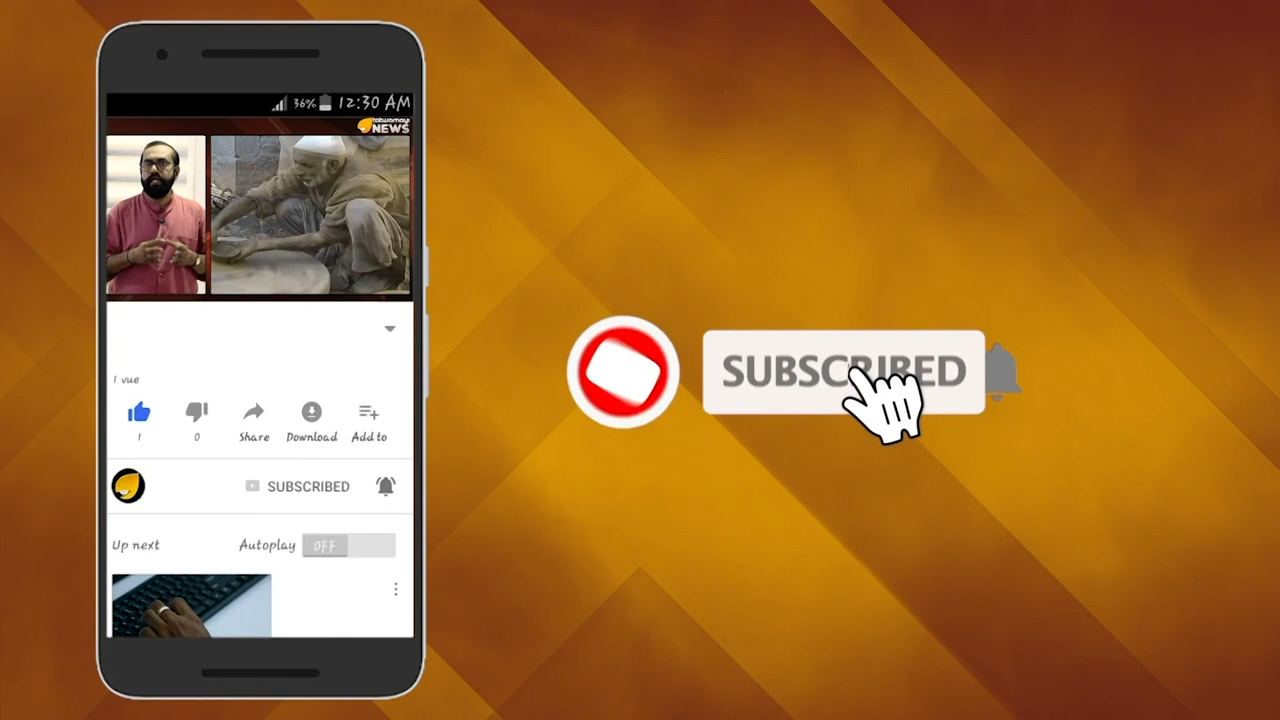 36% 12:30 AM
tatwamayi
NEWS
1 vue
1
0
Share
Download
Add to
SUBSCRIBED
Up next
Autoplay
OFF
SUBSCRIBED